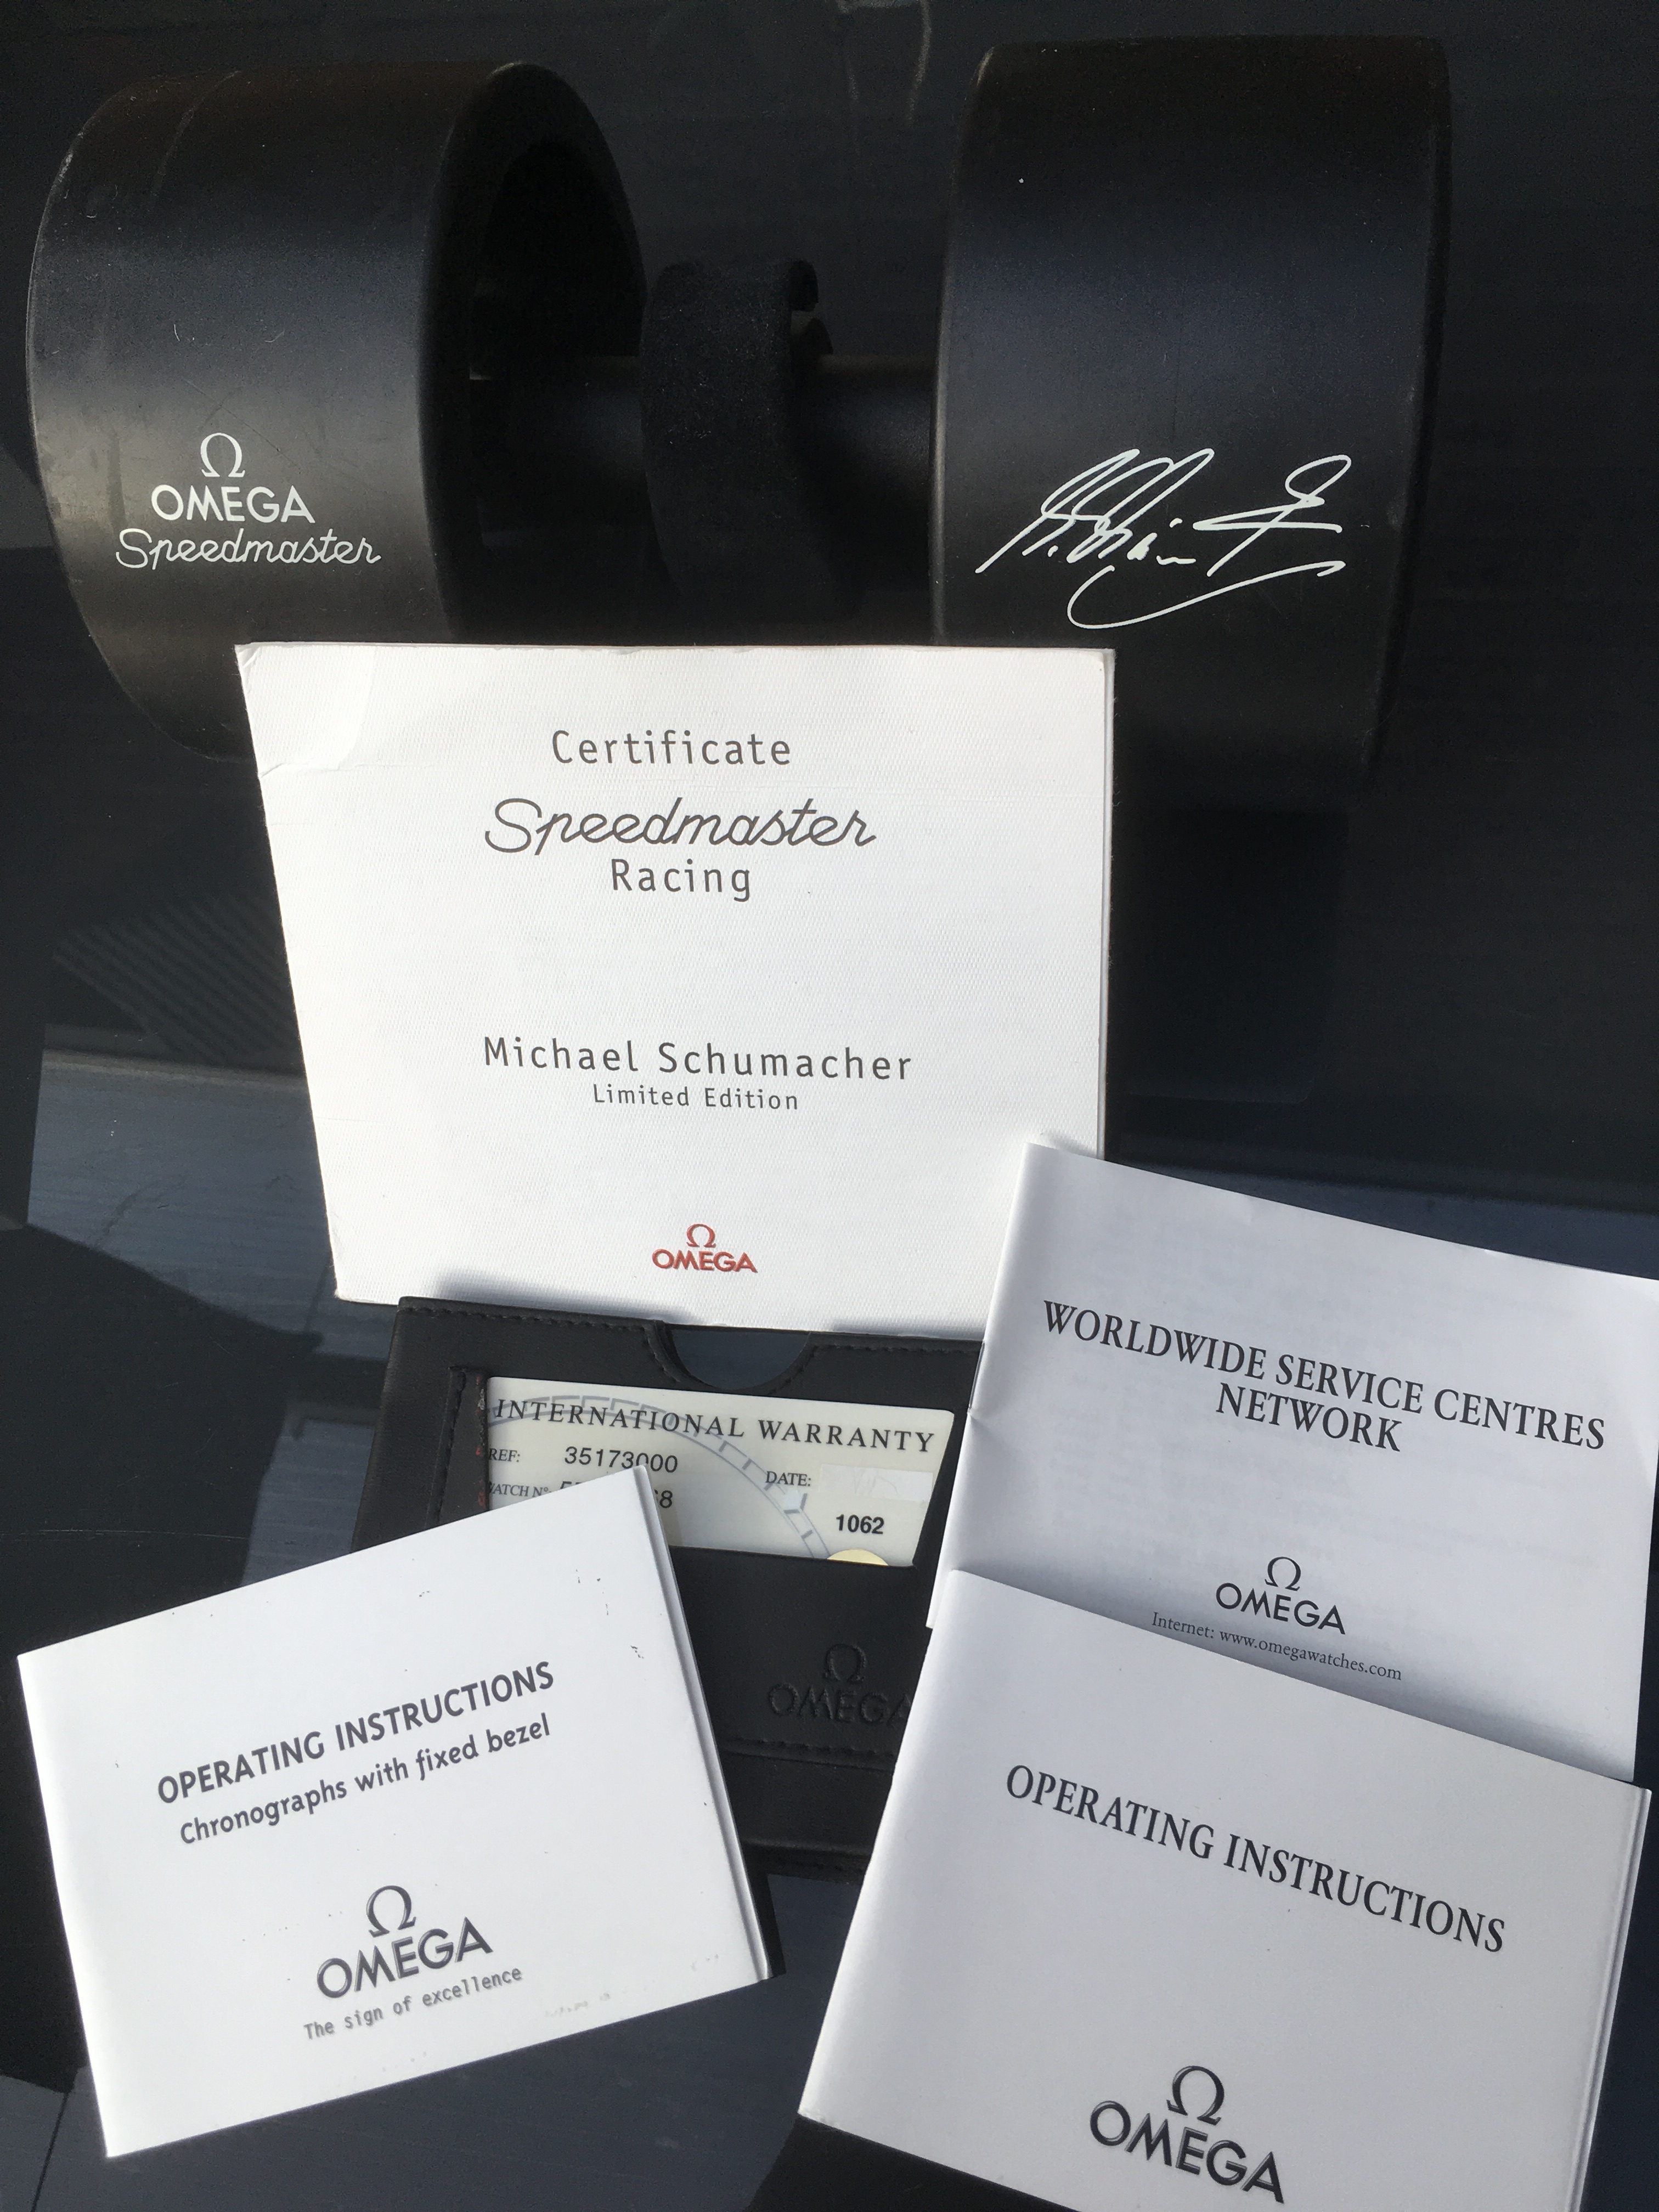 Ω
OMEGA
Speedmaster
Certificate
Speedmaster
Racing
Michael Schumacher
Limited Edition
Ω
OMEGA
WORLDWIDE SERVICE CENTRES
NETWORK
Ω
OMEGA
Internet: www.omegawatches.com
INTERNATIONAL WARRANTY
REF: 35173000
DATE:
1062
Ω
OMEGA
OPERATING INSTRUCTIONS
Chronographs with fixed bezel
Ω
OMEGA
The sign of excellence
OPERATING INSTRUCTIONS
Ω
OMEGA